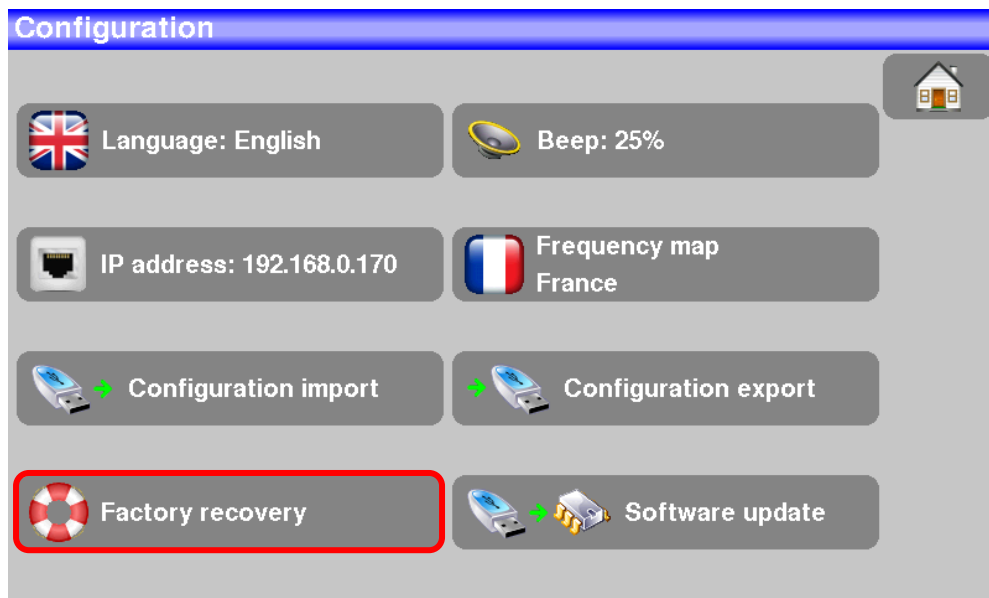 Configuration
Language: English
Beep: 25%
IP address: 192.168.0.170
Frequency map
France
Configuration import
Configuration export
Factory recovery
Software update